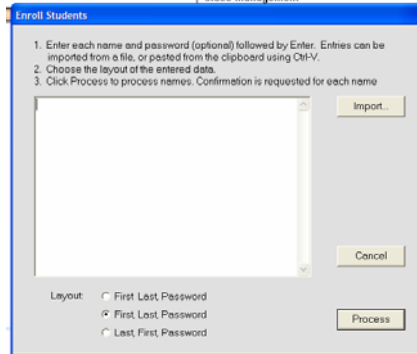 Enroll Students
1. Enter each name and password (optional) followed by Enter. Entries can be
imported from a file, or pasted from the clipboard using Ctrl-V.
2. Choose the layout of the entered data.
3. Click Process to process names. Confirmation is requested for each name
Import...
Cancel
Layout:
First Last, Password
First, Last, Password
Last, First, Password
Process